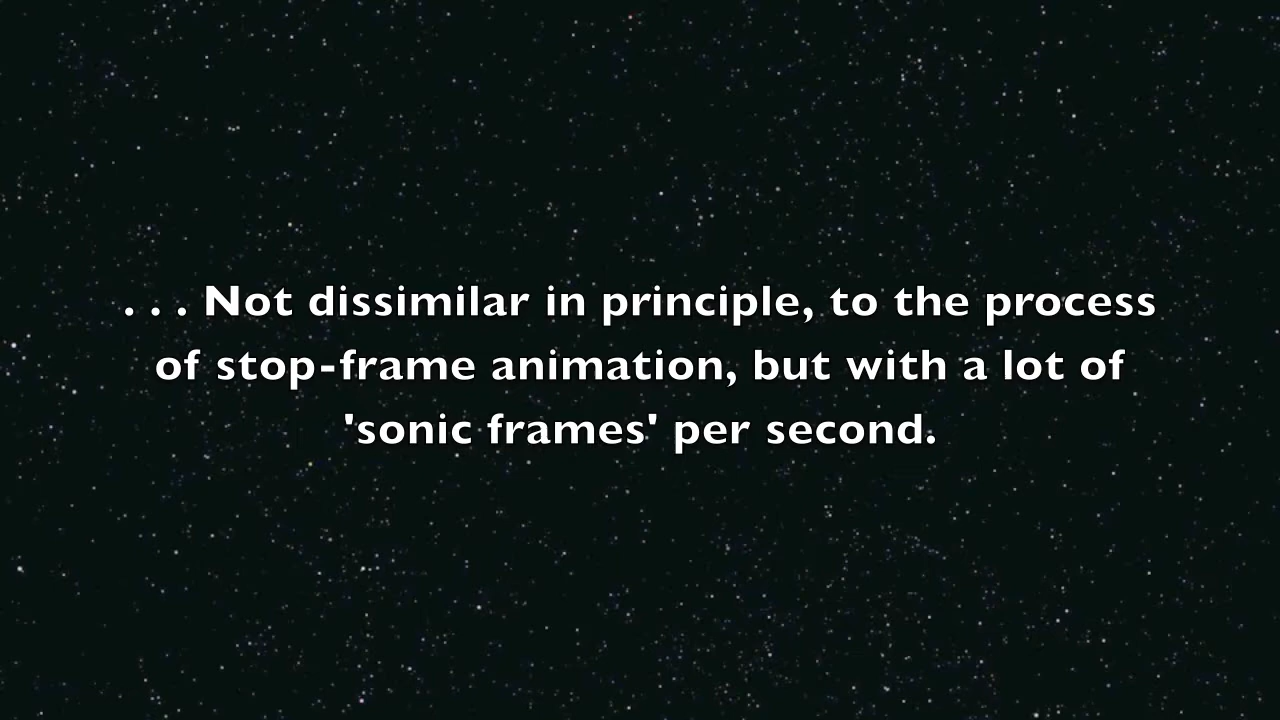 . . . Not dissimilar in principle, to the process
of stop-frame animation, but with a lot of
'sonic frames' per second.